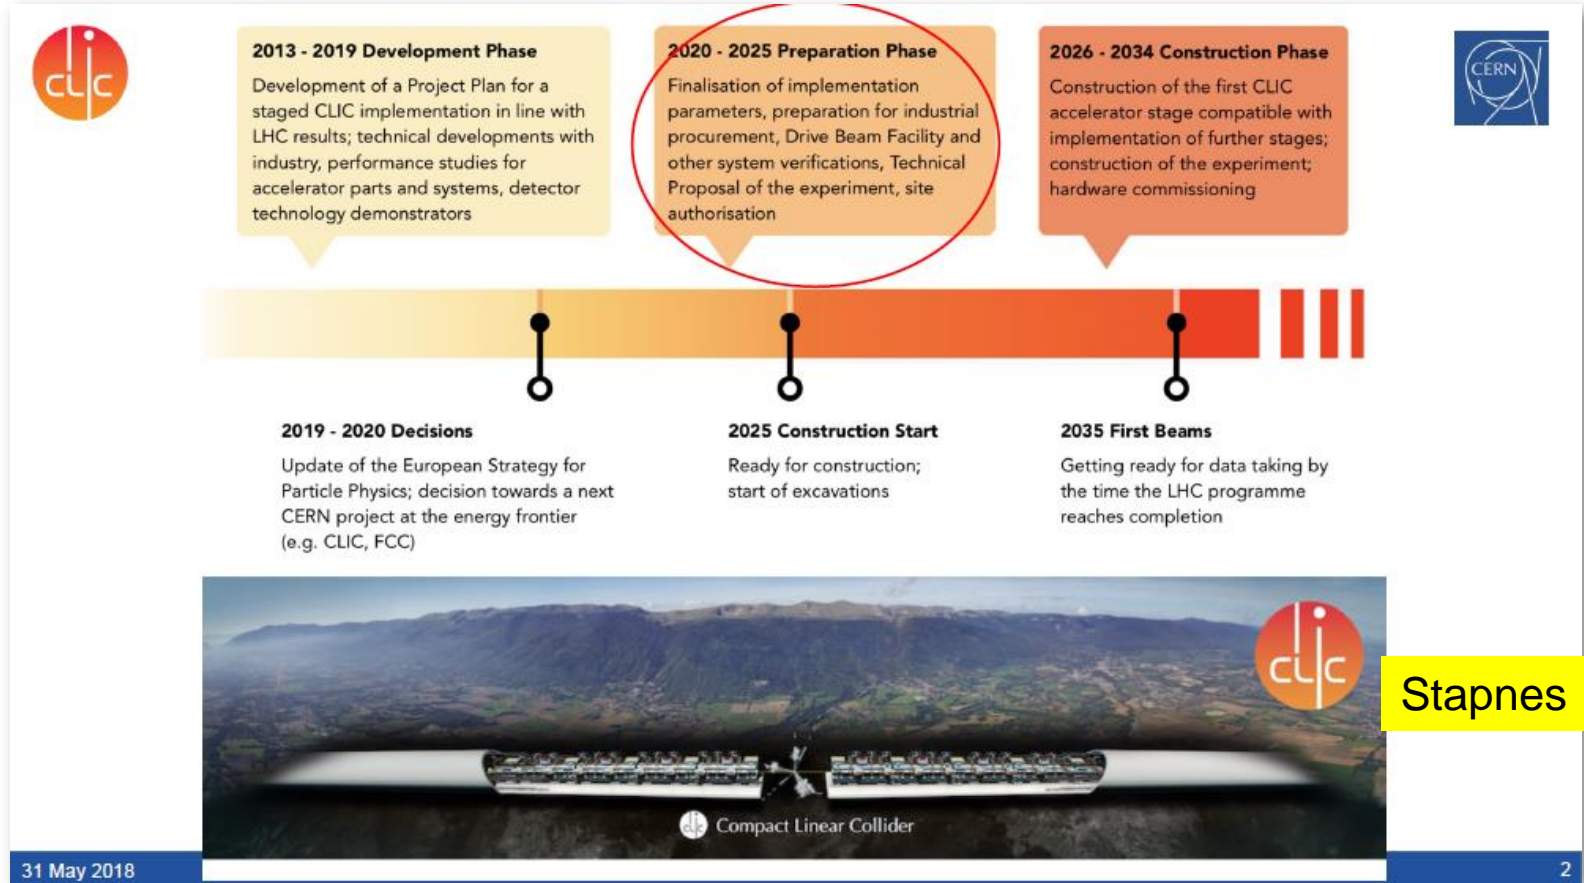 clic
2013 - 2019 Development Phase
Development of a Project Plan for a
staged CLIC implementation in line with
LHC results; technical developments with
industry, performance studies for
accelerator parts and systems, detector
technology demonstrators
2020 - 2025 Preparation Phase
Finalisation of implementation
parameters, preparation for industrial
procurement, Drive Beam Facility and
other system verifications, Technical
Proposal of the experiment, site
authorisation
2026 - 2034 Construction Phase
Construction of the first CLIC
accelerator stage compatible with
implementation of further stages;
construction of the experiment;
hardware commissioning
CERN
2019 - 2020 Decisions
Update of the European Strategy for
Particle Physics; decision towards a next
CERN project at the energy frontier
(e.g. CLIC, FCC)
2025 Construction Start
Ready for construction;
start of excavations
2035 First Beams
Getting ready for data taking by
the time the LHC programme
reaches completion
clic
Stapnes
clic
Compact Linear Collider
31 May 2018
2